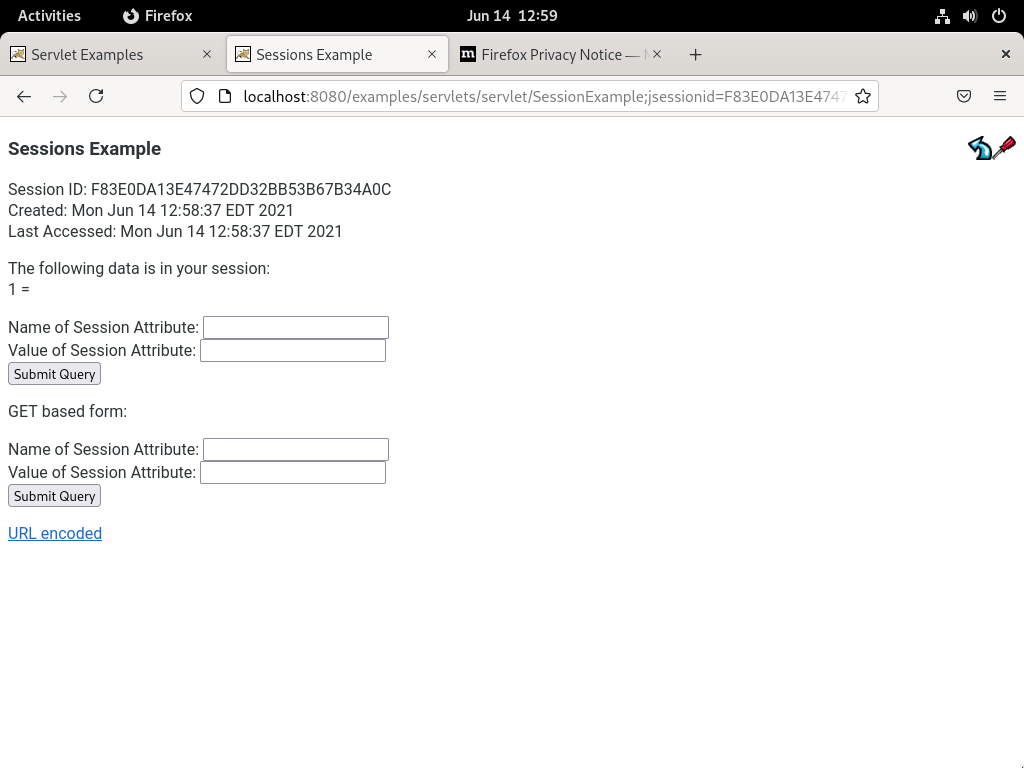 Activities Firefox Jun 14 12:59
Servlet Examples Sessions Example m Firefox Privacy Notice —
localhost:8080/examples/servlets/servlet/SessionExample;jsessionid=F83E0DA13E4747
Sessions Example
Session ID: F83E0DA13E47472DD32BB53B67B34A0C
Created: Mon Jun 14 12:58:37 EDT 2021
Last Accessed: Mon Jun 14 12:58:37 EDT 2021
The following data is in your session:
1 =
Name of Session Attribute:
Value of Session Attribute:
Submit Query
GET based form:
Name of Session Attribute:
Value of Session Attribute:
Submit Query
URL encoded